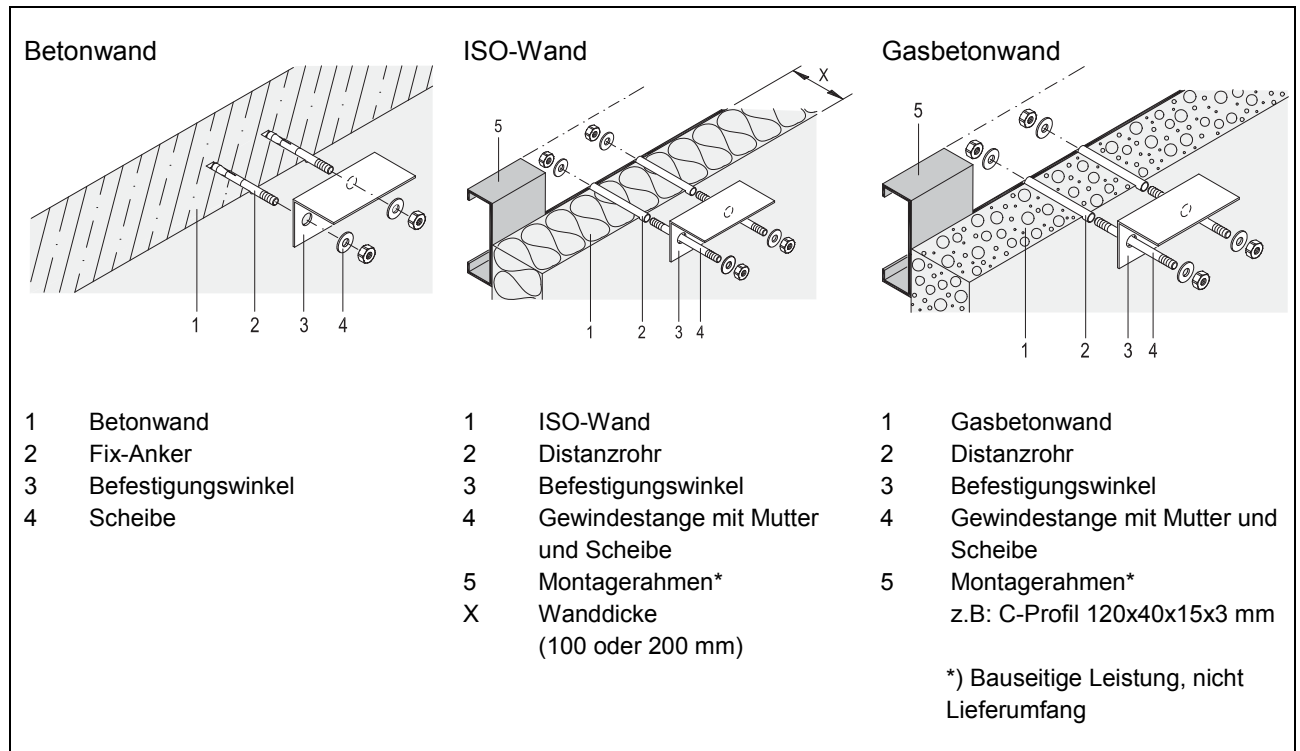 Betonwand
1
2
3
4
1 Betonwand
2 Fix-Anker
3 Befestigungswinkel
4 Scheibe
ISO-Wand
X
5
1
2
3
4
1 ISO-Wand
2 Distanzrohr
3 Befestigungswinkel
4 Gewindestange mit Mutter
und Scheibe
5 Montagerahmen*
X Wanddicke
(100 oder 200 mm)
Gasbetonwand
5
1
2
3
4
1 Gasbetonwand
2 Distanzrohr
3 Befestigungswinkel
4 Gewindestange mit Mutter und
Scheibe
5 Montagerahmen*
z.B: C-Profil 120x40x15x3 mm
*) Bauseitige Leistung, nicht
Lieferumfang